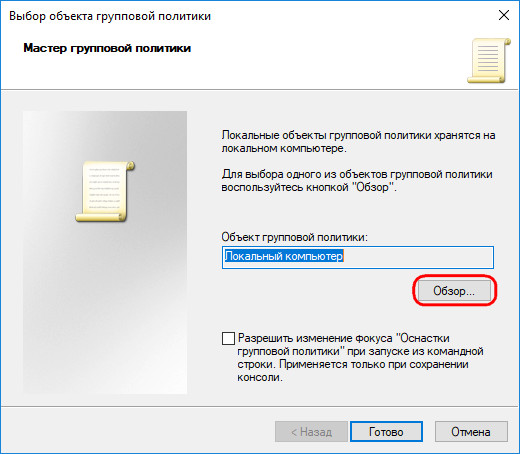 Выбор объекта групповой политики
Мастер групповой политики
Локальные объекты групповой политики хранятся на
локальном компьютере.
Для выбора одного из объектов групповой политики
воспользуйтесь кнопкой "Обзор".
Объект групповой политики:
Локальный компьютер
Обзор...
Разрешить изменение фокуса "Оснастки
групповой политики" при запуске из командной
строки. Применяется только при сохранении
консоли.
< Назад
Готово
Отмена